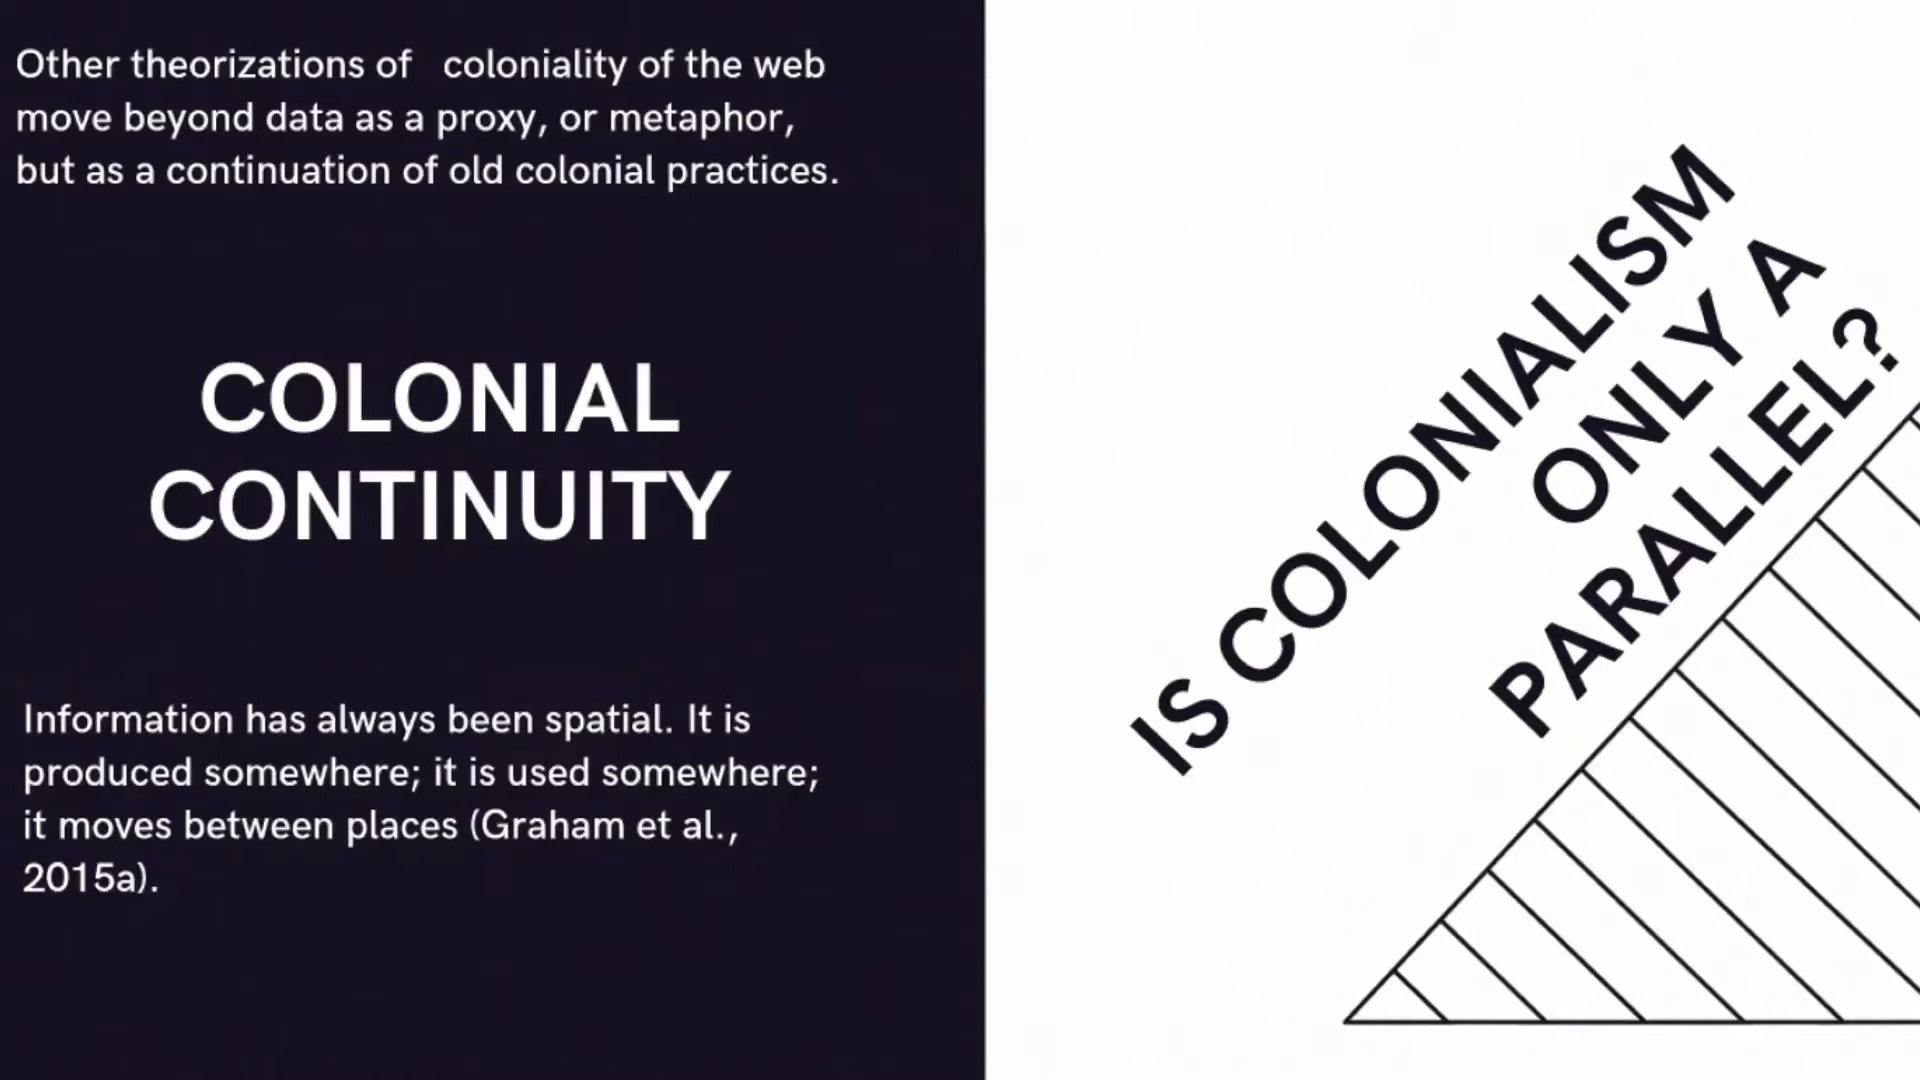 Other theorizations of coloniality of the web
move beyond data as a proxy, or metaphor,
but as a continuation of old colonial practices.
COLONIAL
CONTINUITY
Information has always been spatial. It is
produced somewhere; it is used somewhere;
it moves between places (Graham et al.,
2015a).
IS COLONIALISM
ONLY A
PARALLEL?